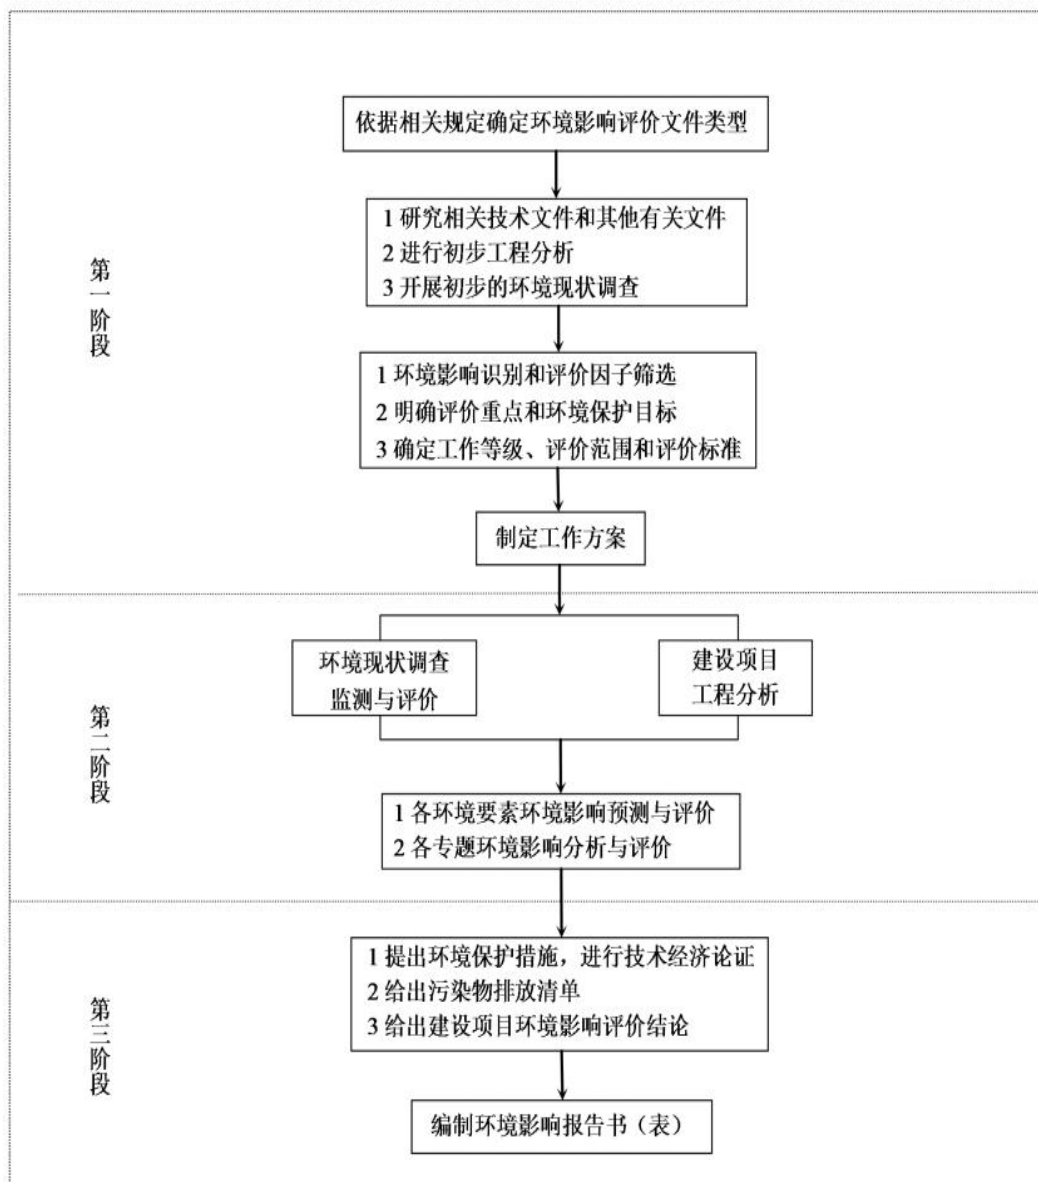 依据相关规定确定环境影响评价文件类型
1 研究相关技术文件和其他有关文件
2 进行初步工程分析
3 开展初步的环境现状调查
第一阶段
1 环境影响识别和评价因子筛选
2 明确评价重点和环境保护目标
3 确定工作等级、评价范围和评价标准
制定工作方案
环境现状调查
监测与评价
建设项目
工程分析
第二阶段
1 各环境要素环境影响预测与评价
2 各专题环境影响分析与评价
1 提出环境保护措施，进行技术经济论证
2 给出污染物排放清单
3 给出建设项目环境影响评价结论
第三阶段
编制环境影响报告书（表）